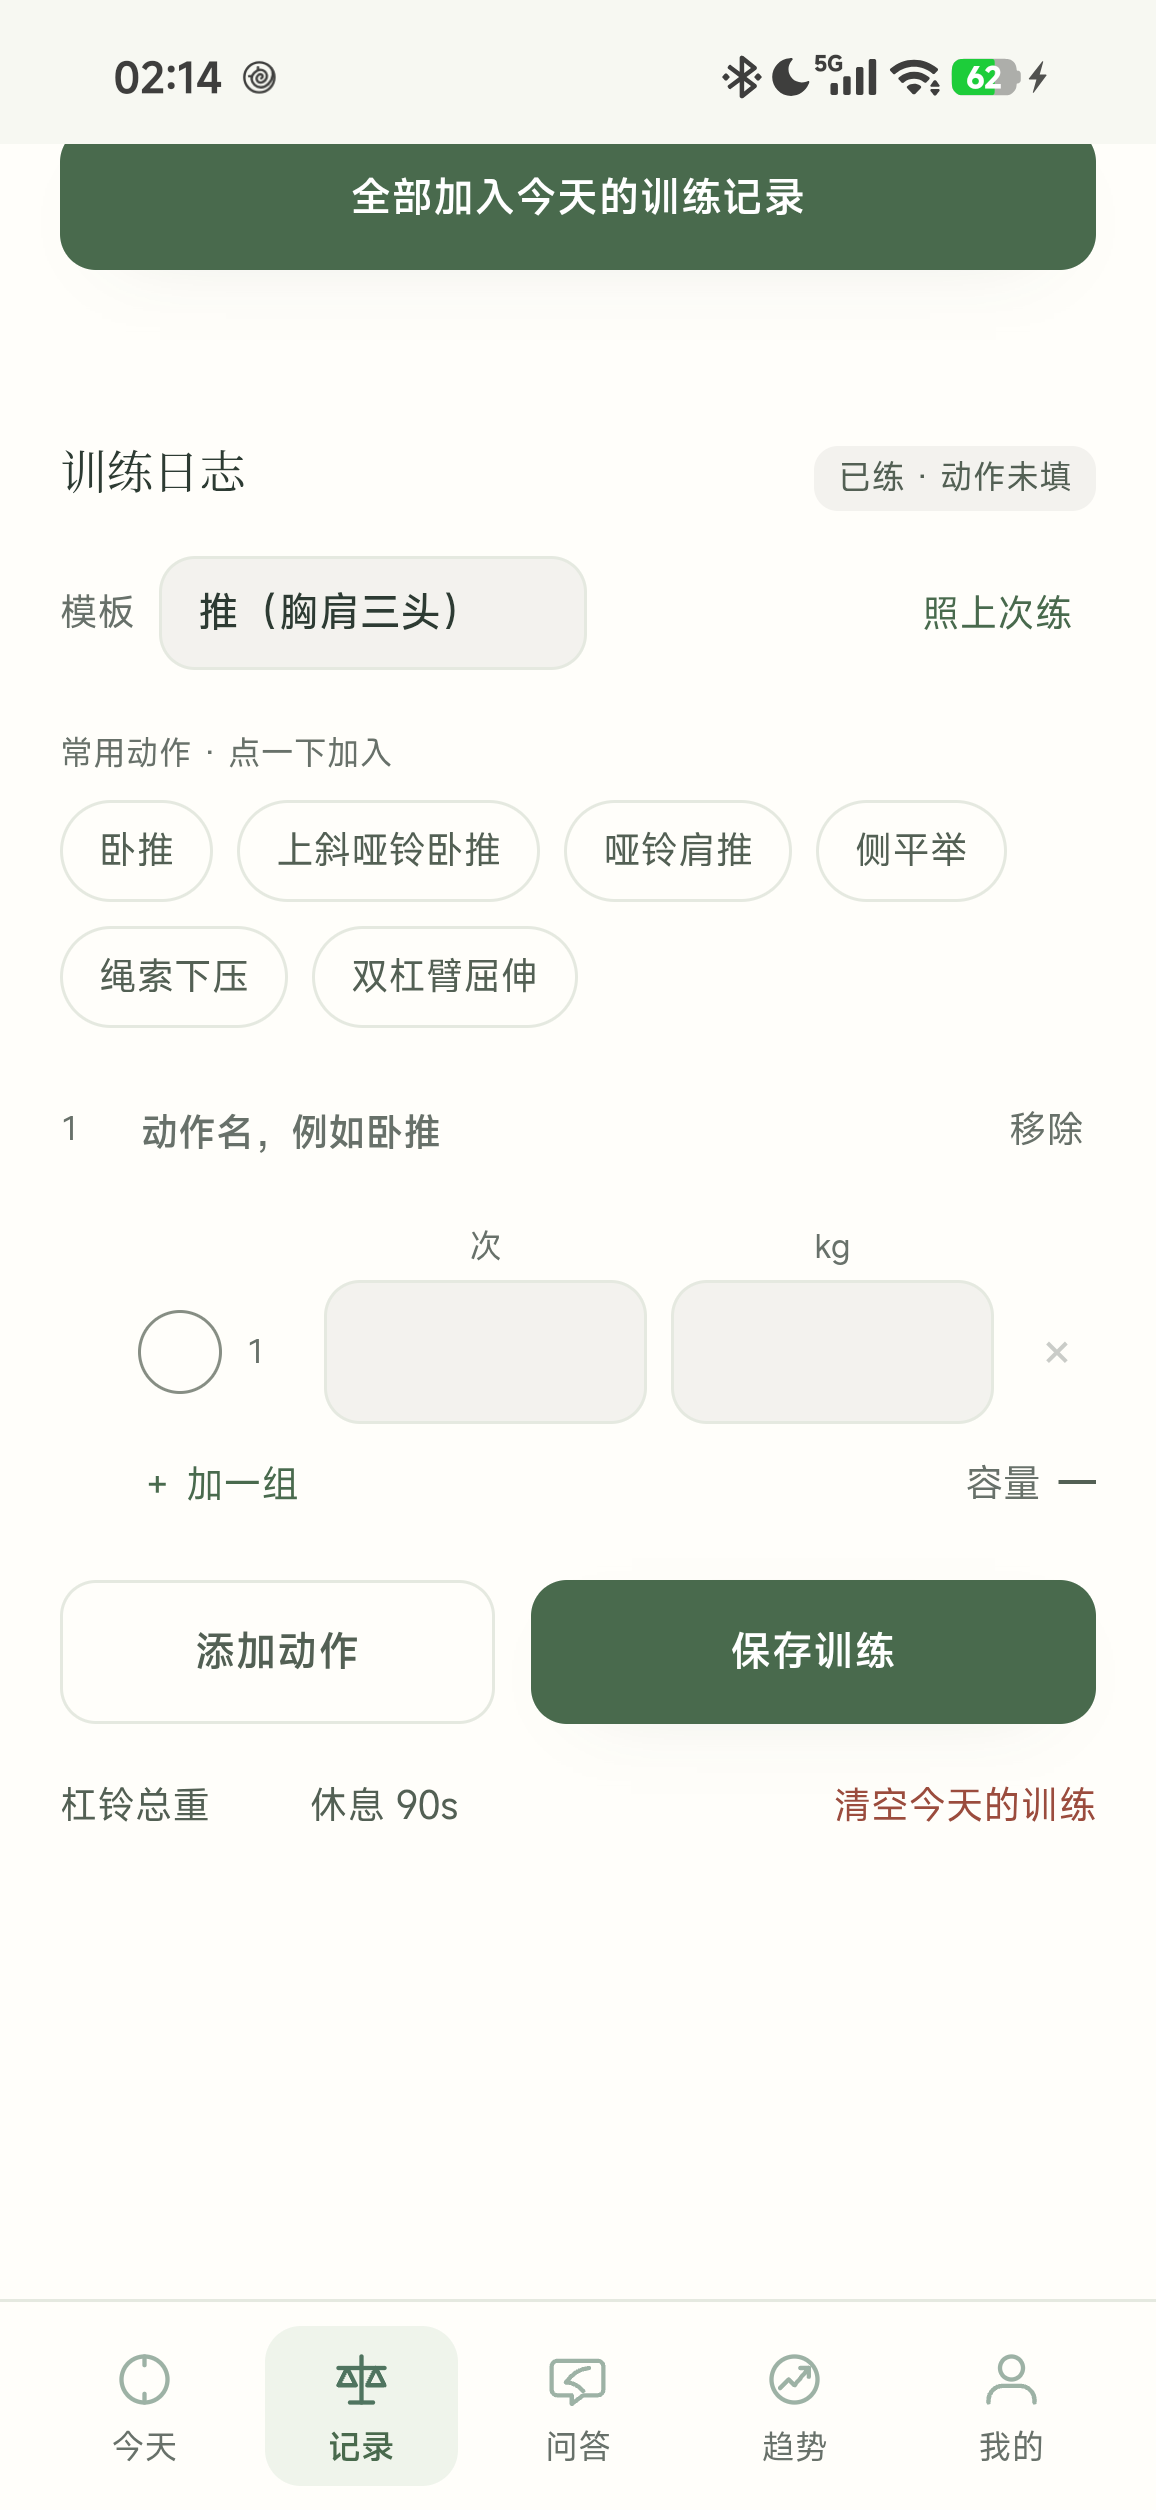 02:14 5G 62
全部加入今天的训练记录
训练日志 已练 · 动作未填
模板 推（胸肩三头） 照上次练
常用动作 · 点一下加入
卧推 上斜哑铃卧推 哑铃肩推 侧平举
绳索下压 双杠臂屈伸
1 动作名，例如卧推 移除
次 kg
1 ×
+ 加一组 容量 —
添加动作 保存训练
杠铃总重 休息 90s 清空今天的训练
今天 记录 问答 趋势 我的